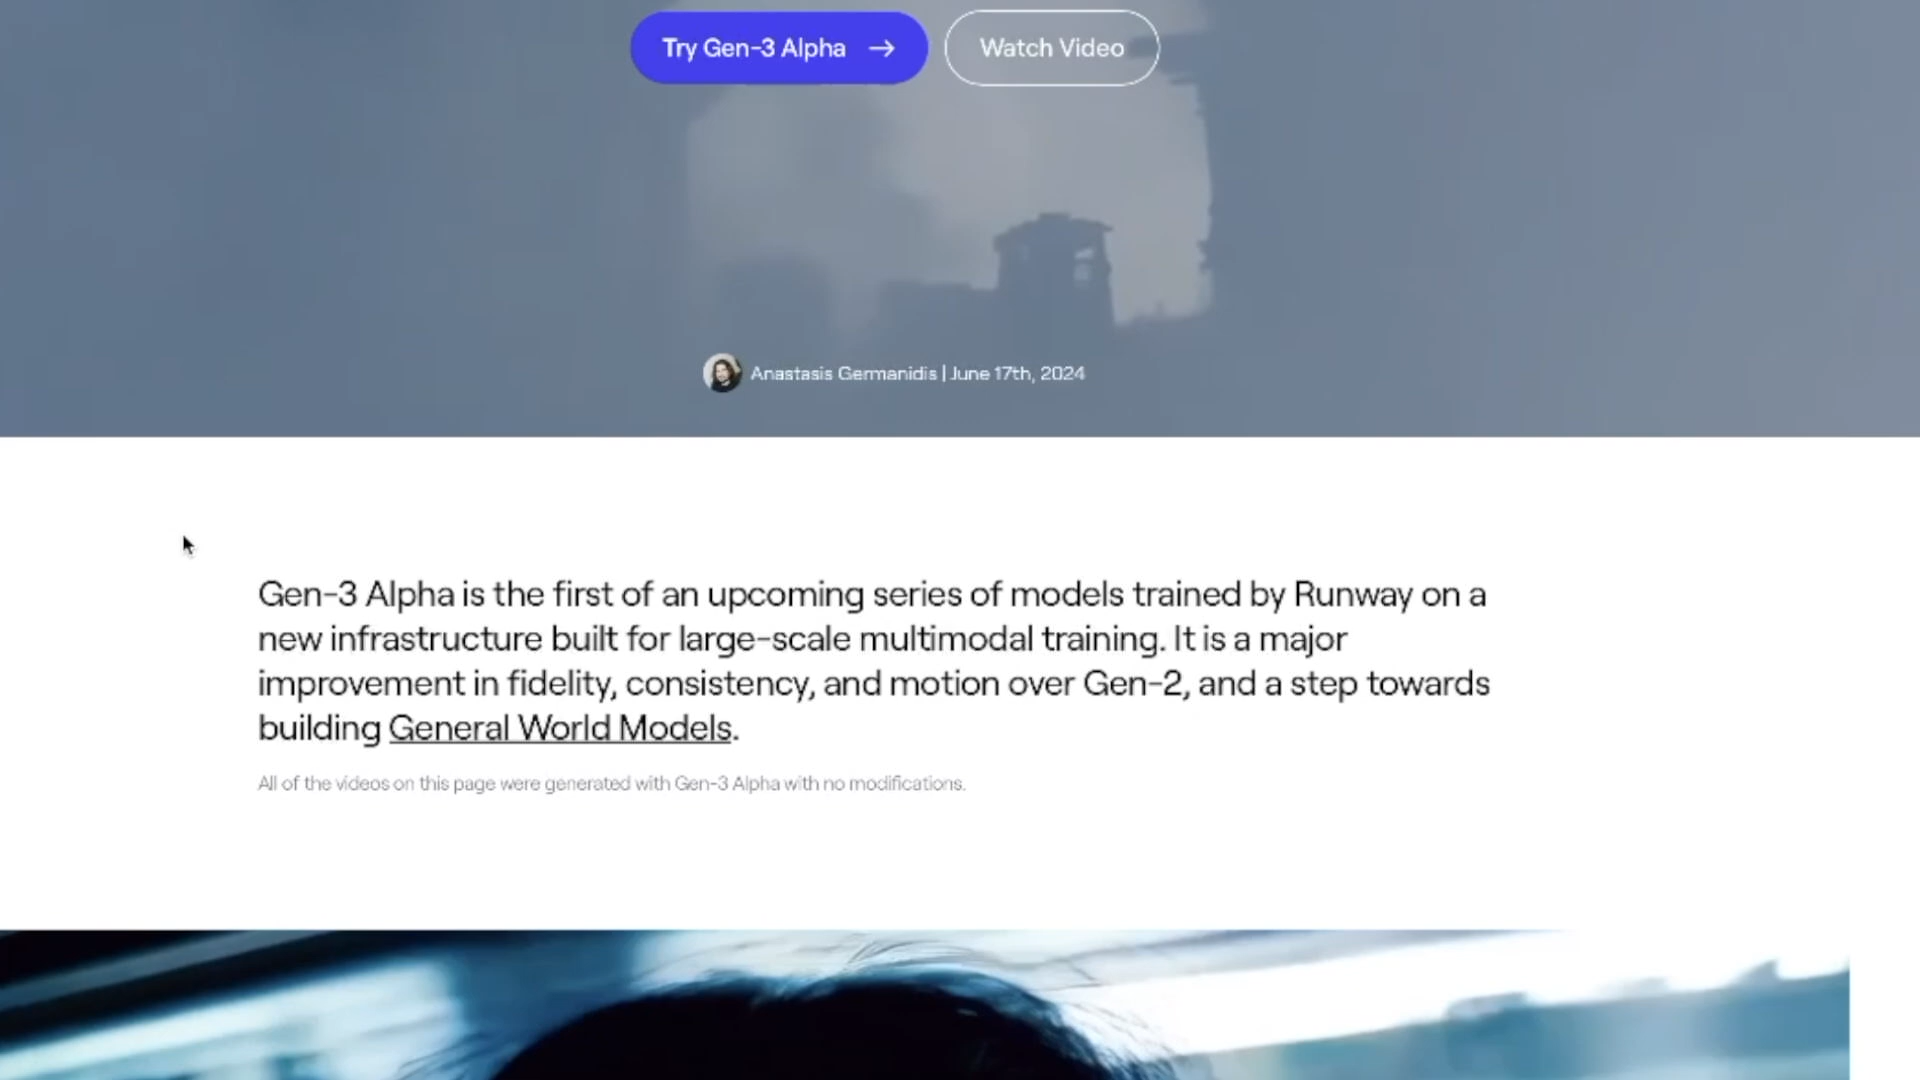 Try Gen-3 Alpha →
Watch Video
Anastasis Germanidis | June 17th, 2024
Gen-3 Alpha is the first of an upcoming series of models trained by Runway on a
new infrastructure built for large-scale multimodal training. It is a major
improvement in fidelity, consistency, and motion over Gen-2, and a step towards
building General World Models.
All of the videos on this page were generated with Gen-3 Alpha with no modifications.